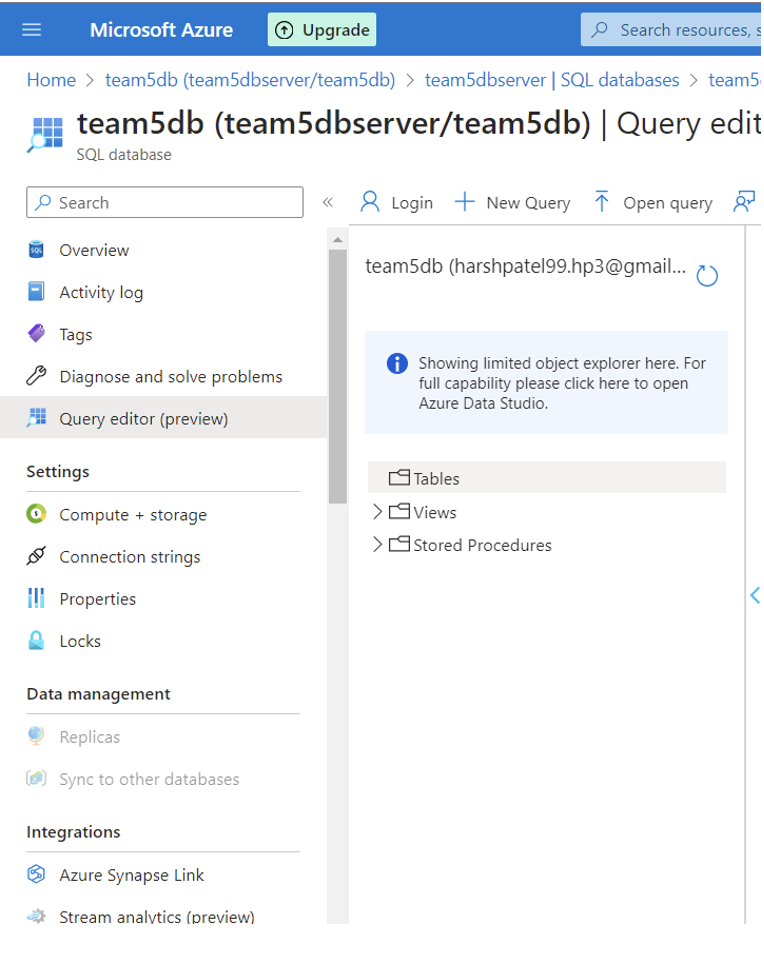 Microsoft Azure
Upgrade
Search resources, s
Home > team5db (team5dbserver/team5db) > team5dbserver | SQL databases > team5
team5db (team5dbserver/team5db) | Query edit
SQL database
Search
«
Login
New Query
Open query
Overview
Activity log
Tags
Diagnose and solve problems
Query editor (preview)
Settings
Compute + storage
Connection strings
Properties
Locks
Data management
Replicas
Sync to other databases
Integrations
Azure Synapse Link
Stream analytics (preview)
team5db (harshpatel99.hp3@gmail...
Showing limited object explorer here. For
full capability please click here to open
Azure Data Studio.
Tables
Views
Stored Procedures